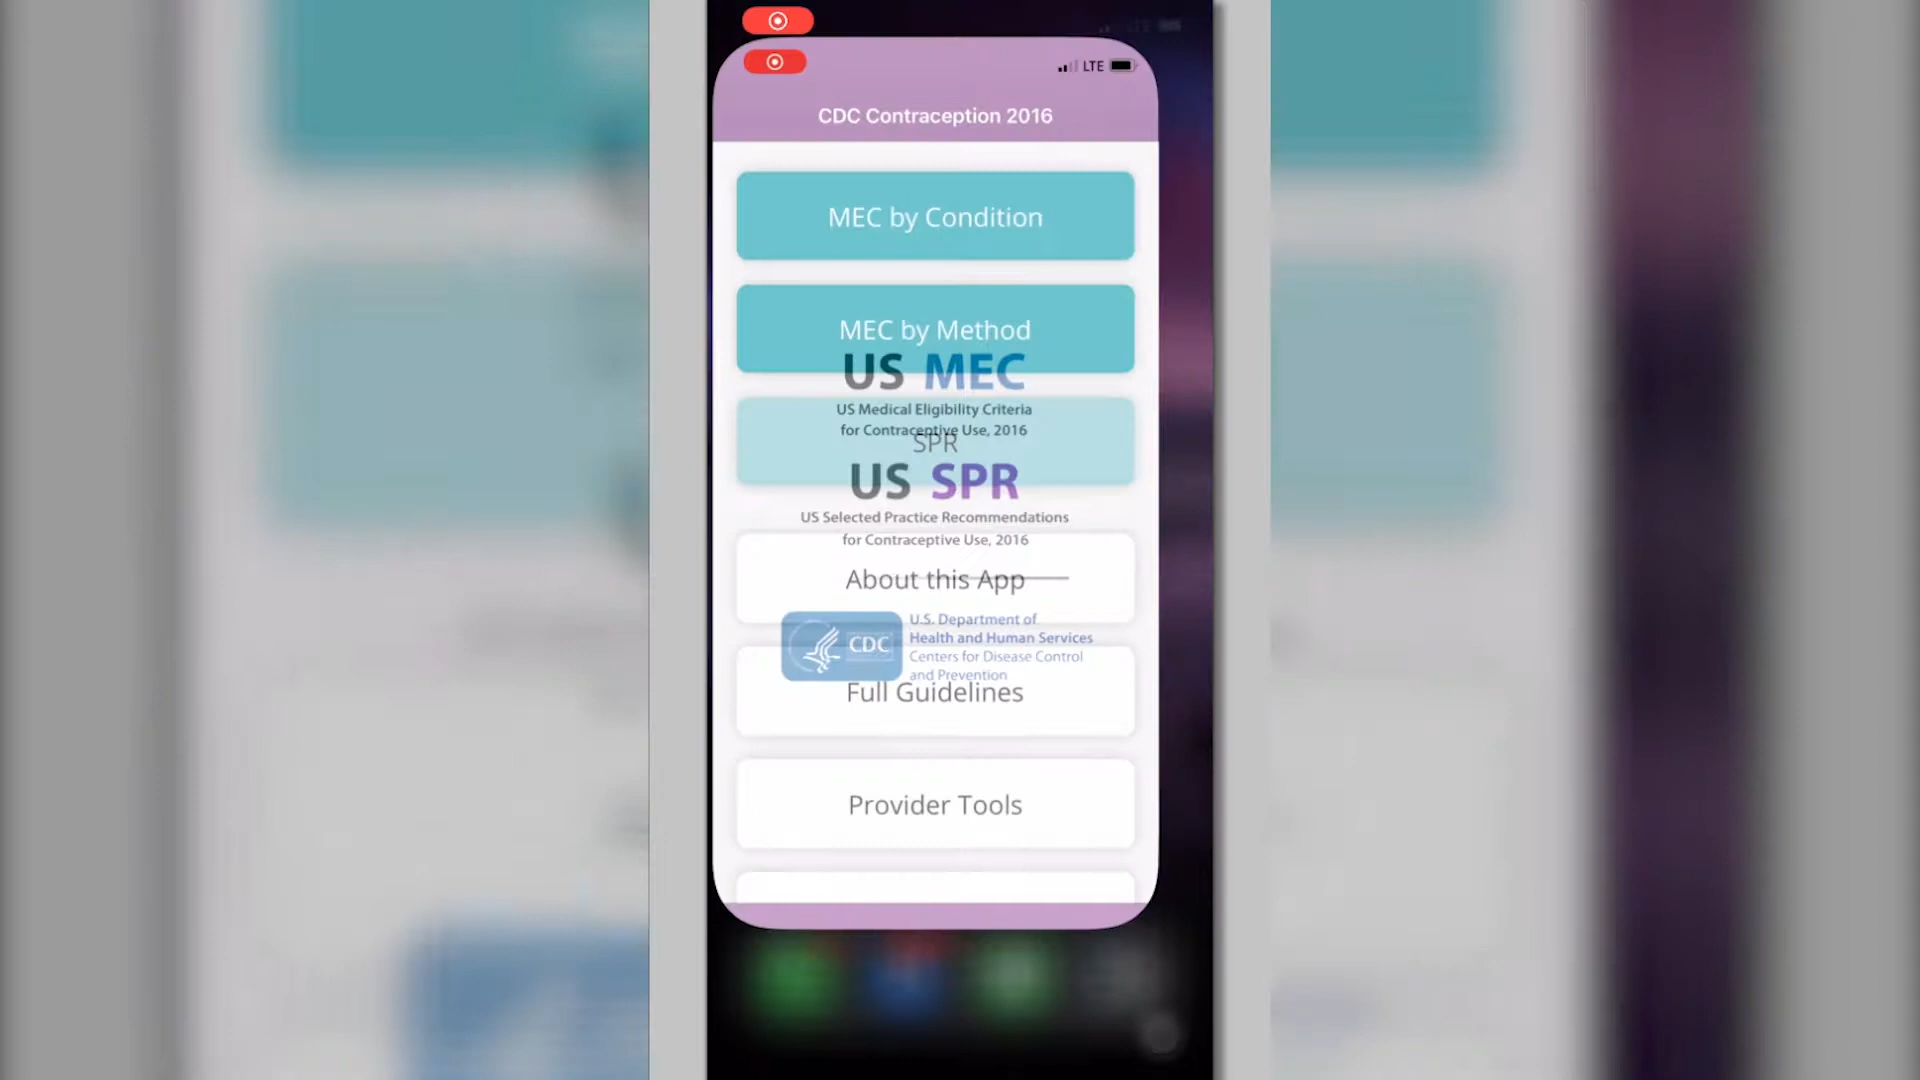 LTE
CDC Contraception 2016
MEC by Condition
MEC by Method
US MEC
US Medical Eligibility Criteria
for Contraceptive Use, 2016
SPR
US SPR
US Selected Practice Recommendations
for Contraceptive Use, 2016
About this App
CDC
U.S. Department of
Health and Human Services
Centers for Disease Control
and Prevention
Full Guidelines
Provider Tools